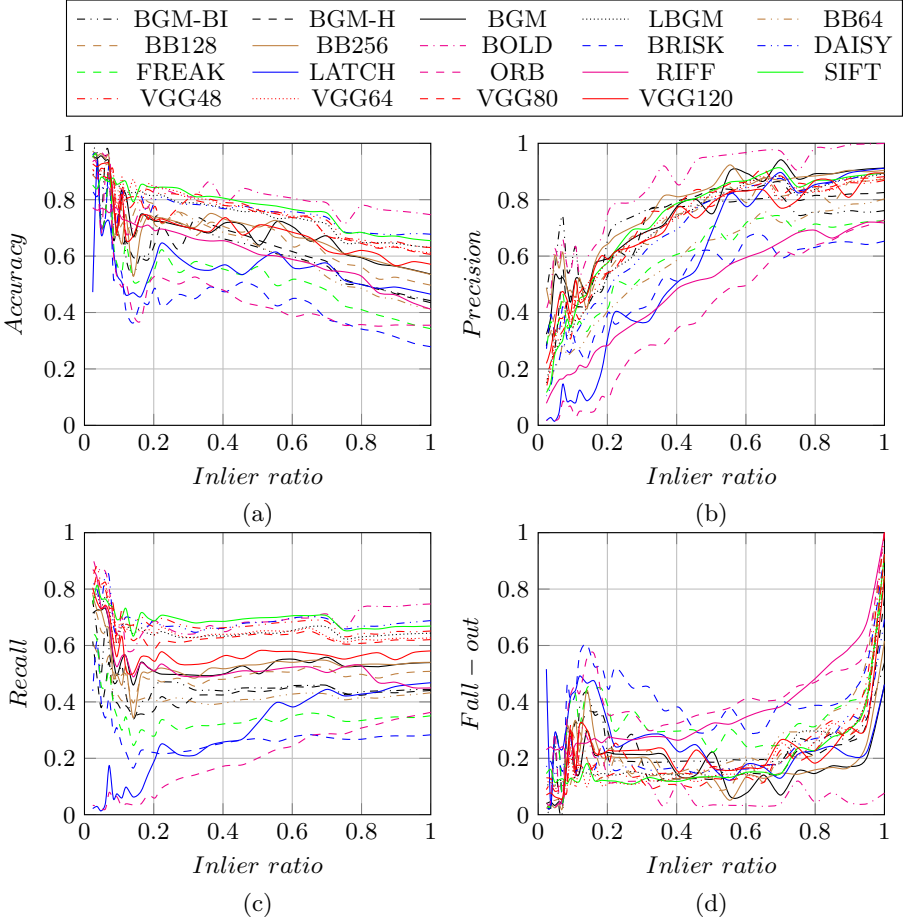 BGM-BI BGM-H BGM LBGM BB64
BB128 BB256 BOLD BRISK DAISY
FREAK LATCH ORB RIFF SIFT
VGG48 VGG64 VGG80 VGG120
1
0.8
0.6
0.4
0.2
0
0 0.2 0.4 0.6 0.8 1
Accuracy
Inlier ratio
(a)
1
0.8
0.6
0.4
0.2
0
0 0.2 0.4 0.6 0.8 1
Precision
Inlier ratio
(b)
1
0.8
0.6
0.4
0.2
0
0 0.2 0.4 0.6 0.8 1
Recall
Inlier ratio
(c)
1
0.8
0.6
0.4
0.2
0
0 0.2 0.4 0.6 0.8 1
Fall − out
Inlier ratio
(d)